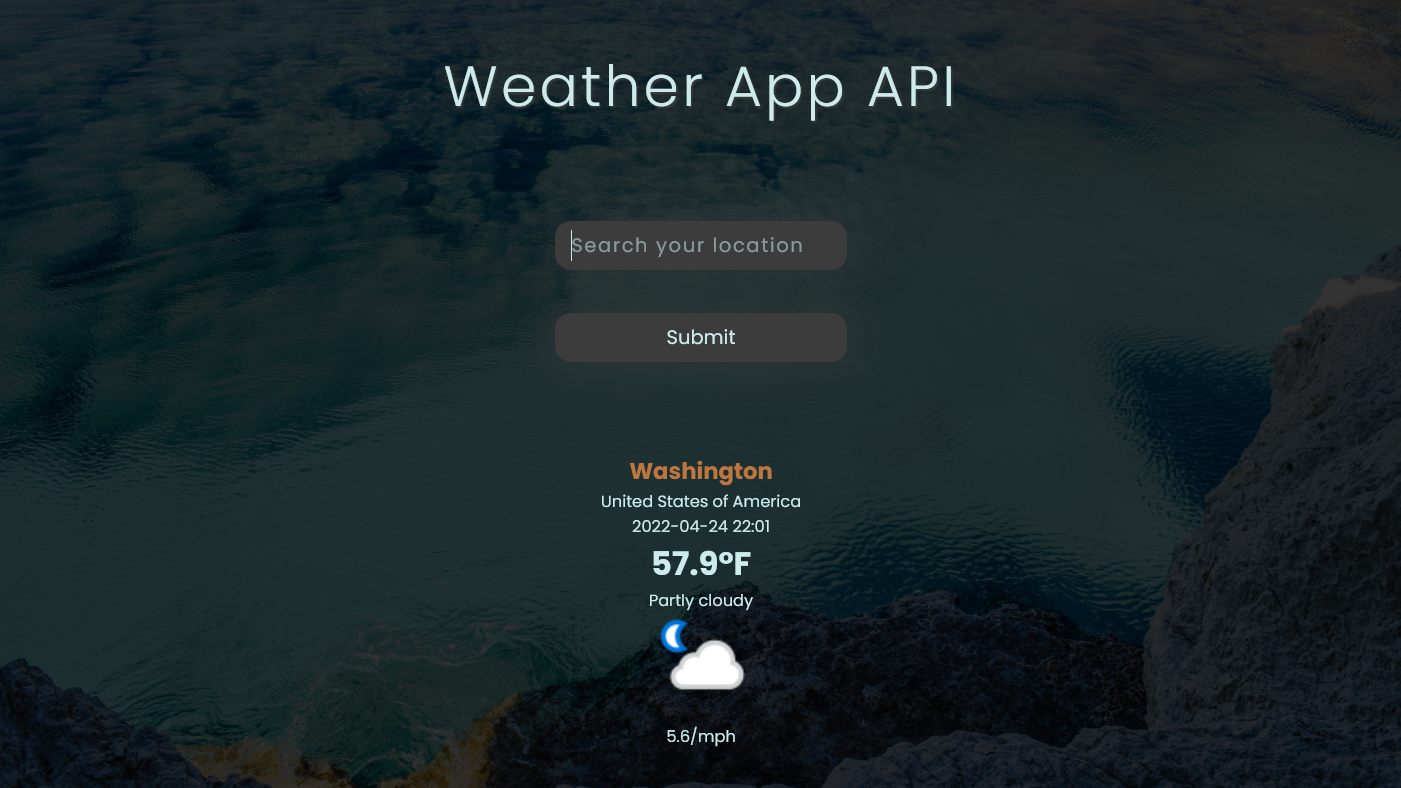 Weather App API
Search your location
Submit
Washington
United States of America
2022-04-24 22:01
57.9°F
Partly cloudy
5.6/mph